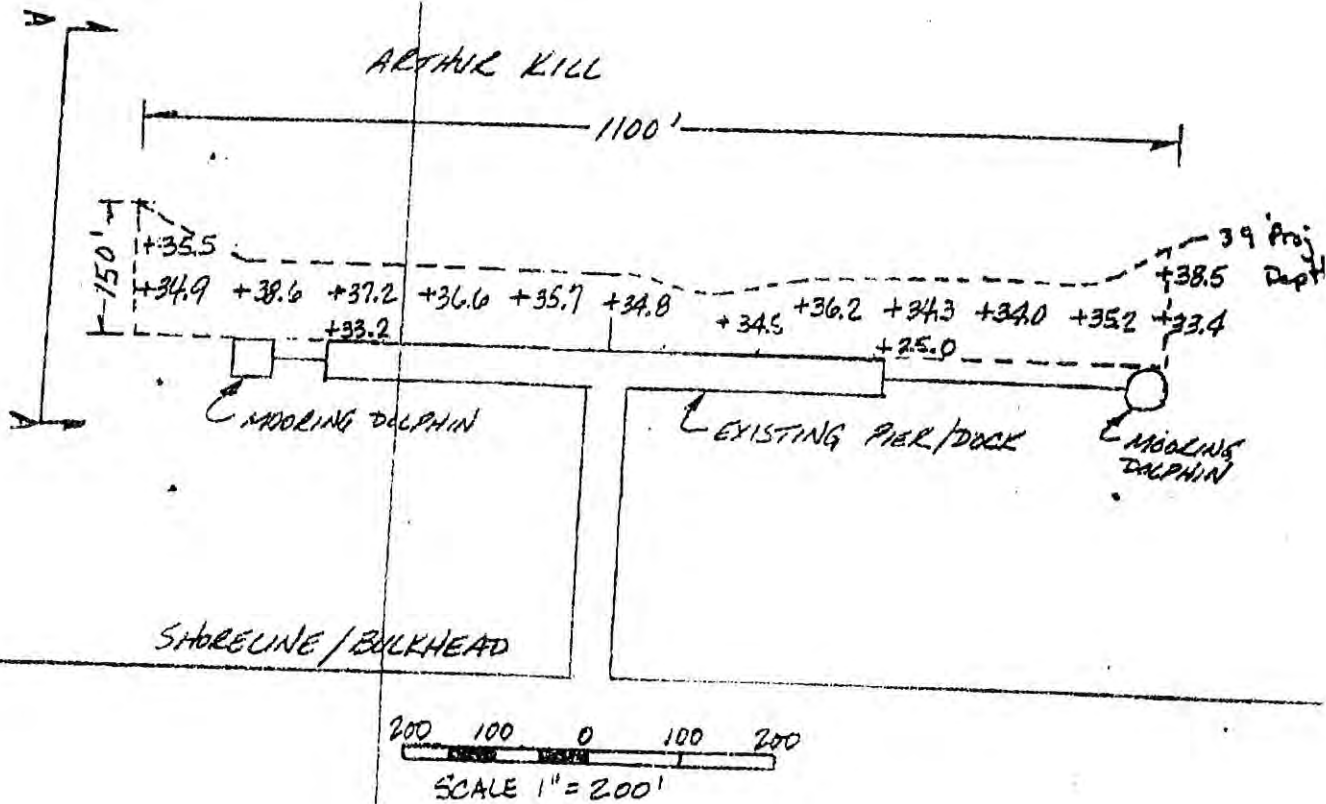 A
ARTHUR KILL
1100'
150'
39' Proj
Dept
+35.5
+38.5
+34.9 +38.6 +37.2 +36.6 +35.7 +34.8 +34.5 +36.2 +34.3 +34.0 +35.2 +33.4
+33.2
+25.0
A
MOORING DOLPHIN
EXISTING PIER/DOCK
MOORING
DOLPHIN
SHORELINE/BULKHEAD
200 100 0 100 200
SCALE 1"=200'